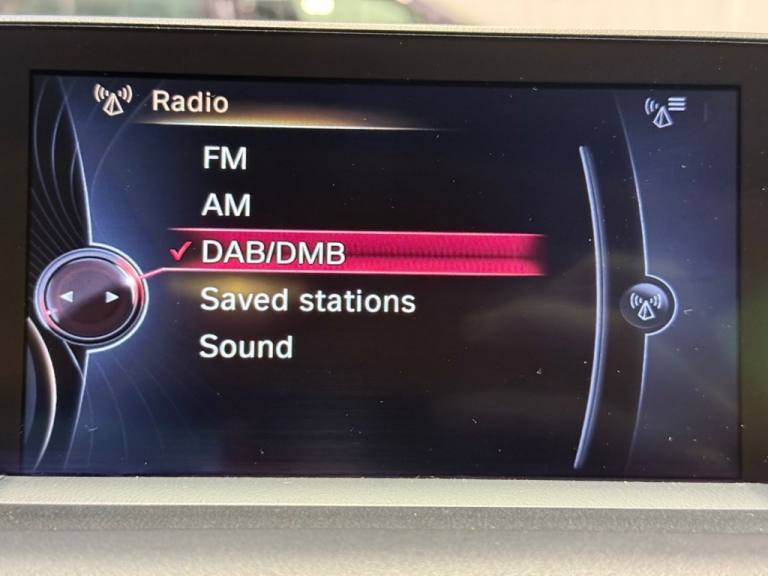 Radio
FM
AM
DAB/DMB
Saved stations
Sound